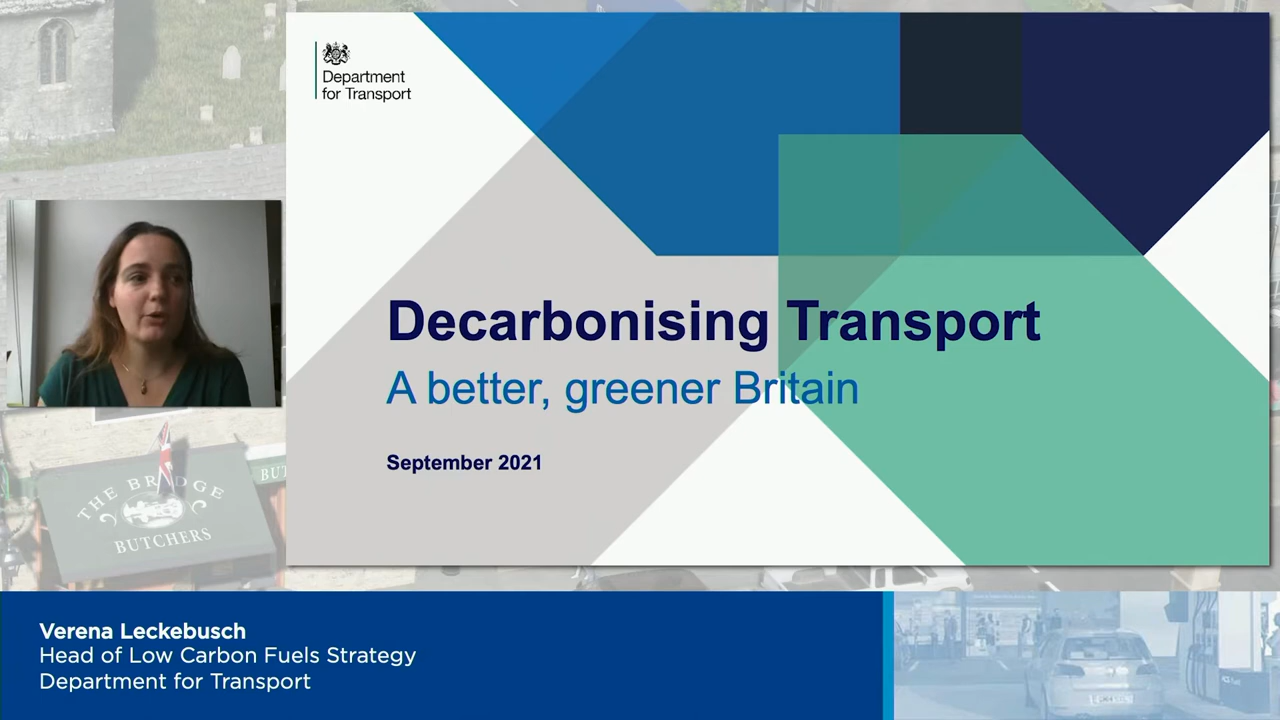 Department
for Transport
Decarbonising Transport
A better, greener Britain
September 2021
THE BRIDGE
BUTCHERS
BUT
Verena Leckebusch
Head of Low Carbon Fuels Strategy
Department for Transport